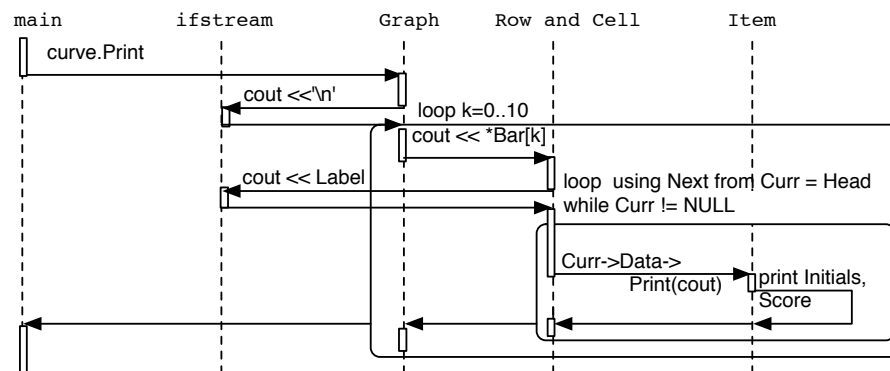 main ifstream Graph Row and Cell Item
curve.Print
cout <<'\n'
loop k=0..10
cout << *Bar[k]
cout << Label
loop  using Next from Curr = Head
while Curr != NULL
Curr->Data->
Print(cout)
print Initials,
Score